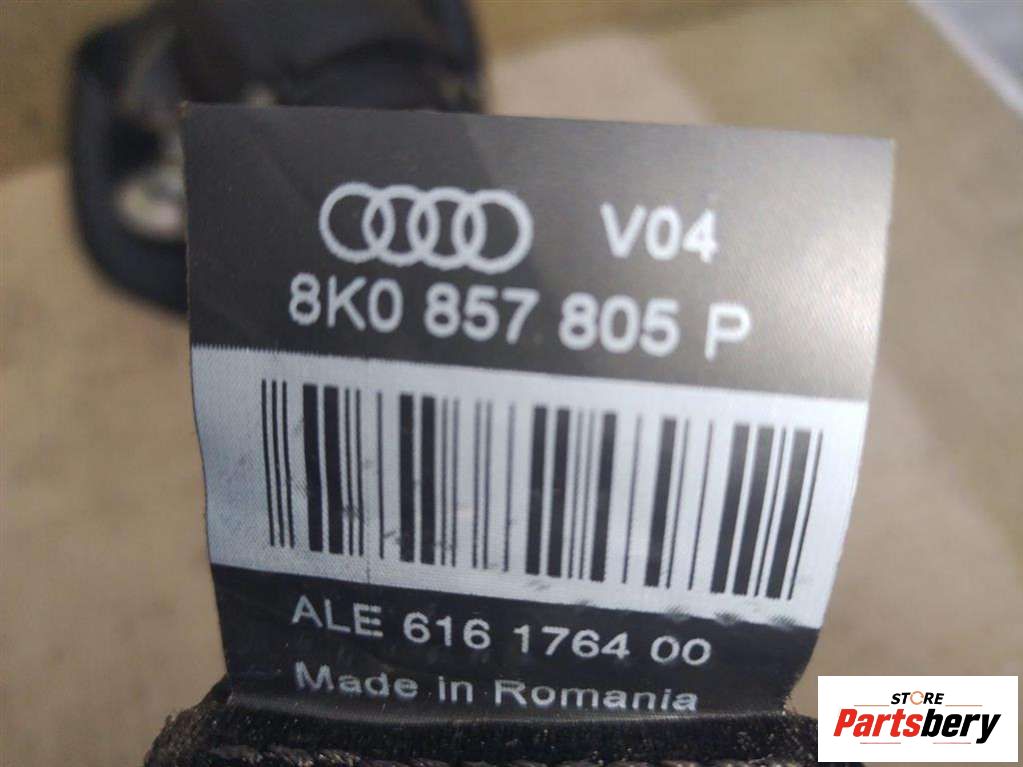 V04
8K0 857 805 P
ALE 616 1764 00
Made in Romania
STORE
Partsbery